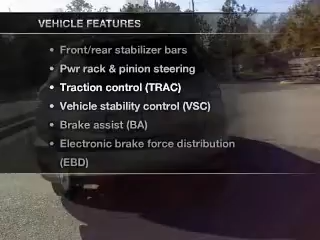 VEHICLE FEATURES
• Front/rear stabilizer bars
• Pwr rack & pinion steering
• Traction control (TRAC)
• Vehicle stability control (VSC)
• Brake assist (BA)
• Electronic brake force distribution
(EBD)